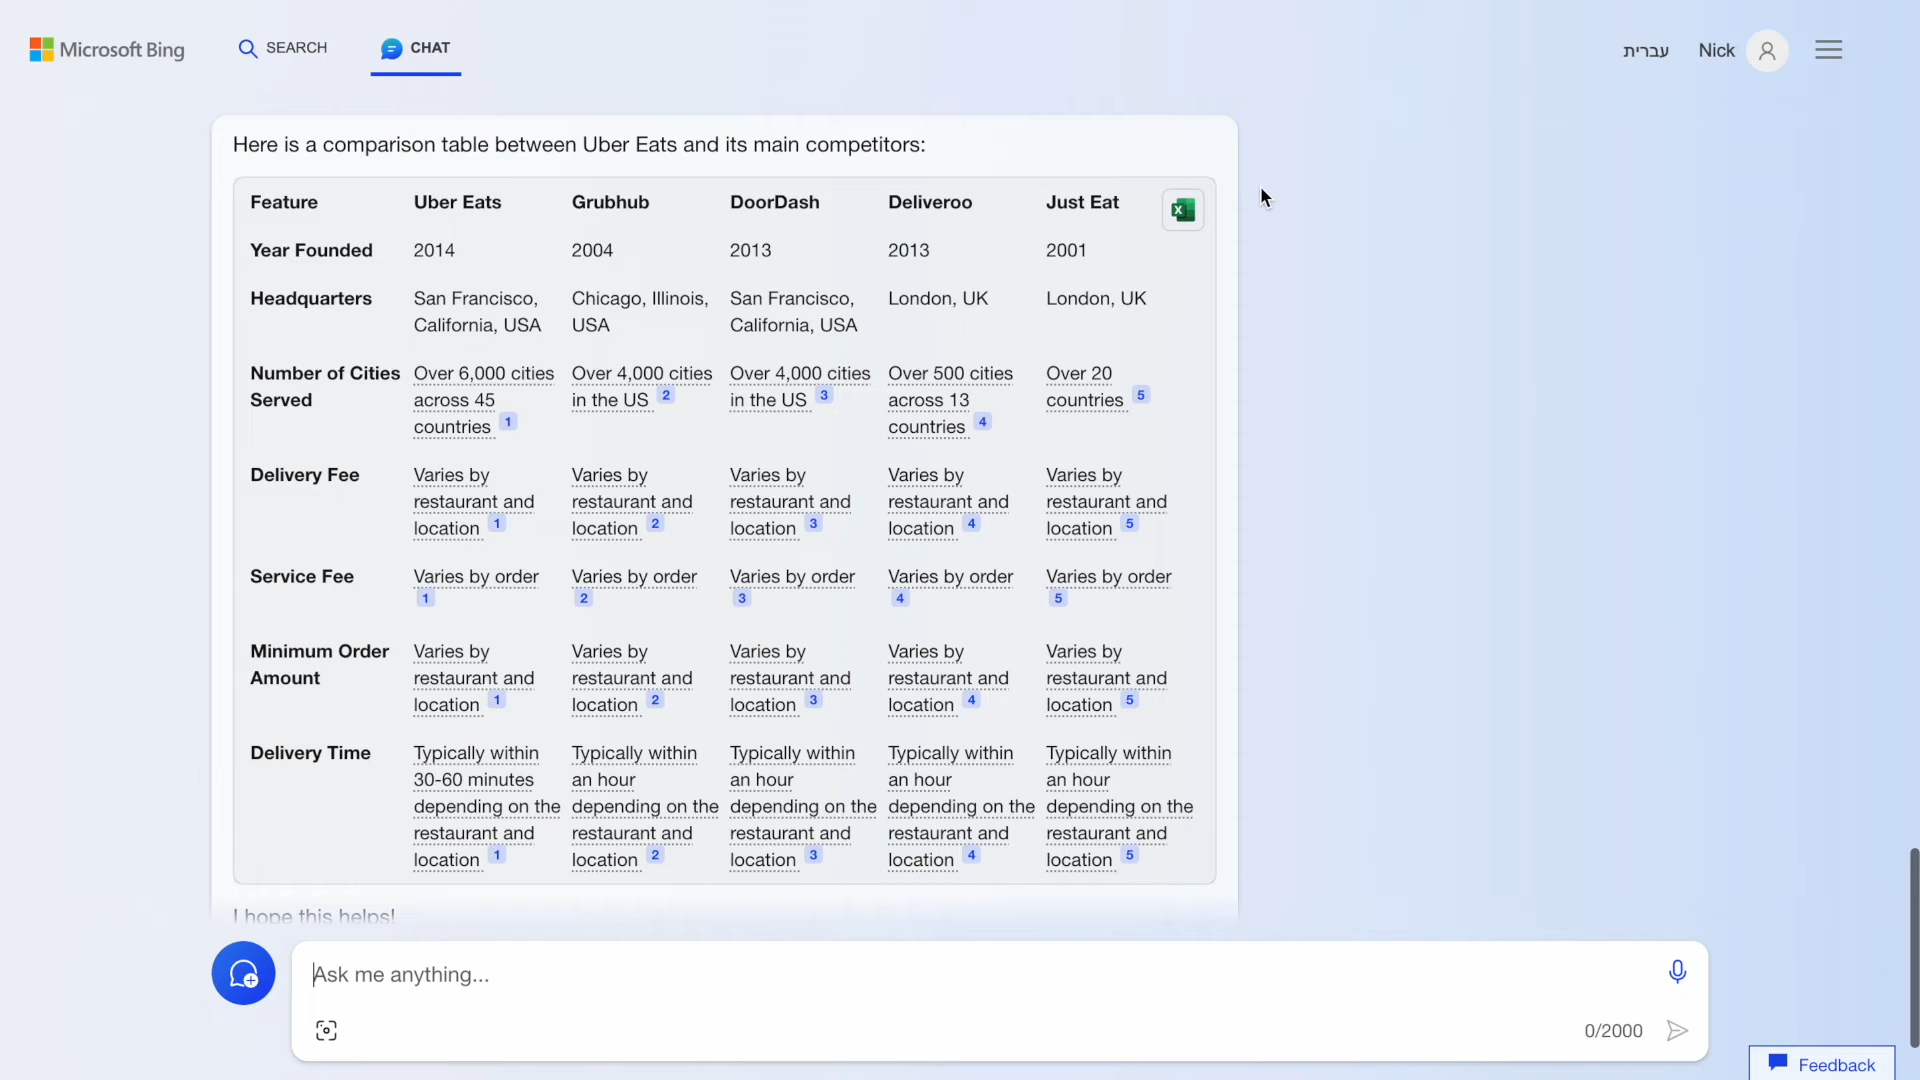 Microsoft Bing
SEARCH
CHAT
עברית
Nick
Here is a comparison table between Uber Eats and its main competitors:
Feature Uber Eats Grubhub DoorDash Deliveroo Just Eat
Year Founded 2014 2004 2013 2013 2001
Headquarters San Francisco, Chicago, Illinois, San Francisco, London, UK London, UK
California, USA USA California, USA
Number of Cities Over 6,000 cities Over 4,000 cities Over 4,000 cities Over 500 cities Over 20
Served across 45 in the US 2 in the US 3 across 13 countries 5
countries 1 countries 4
Delivery Fee Varies by Varies by Varies by Varies by Varies by
restaurant and restaurant and restaurant and restaurant and restaurant and
location 1 location 2 location 3 location 4 location 5
Service Fee Varies by order Varies by order Varies by order Varies by order Varies by order
1 2 3 4 5
Minimum Order Varies by Varies by Varies by Varies by Varies by
Amount restaurant and restaurant and restaurant and restaurant and restaurant and
location 1 location 2 location 3 location 4 location 5
Delivery Time Typically within Typically within Typically within Typically within Typically within
30-60 minutes an hour an hour an hour an hour
depending on the depending on the depending on the depending on the depending on the
restaurant and restaurant and restaurant and restaurant and restaurant and
location 1 location 2 location 3 location 4 location 5
I hope this helps!
Ask me anything...
0/2000
Feedback